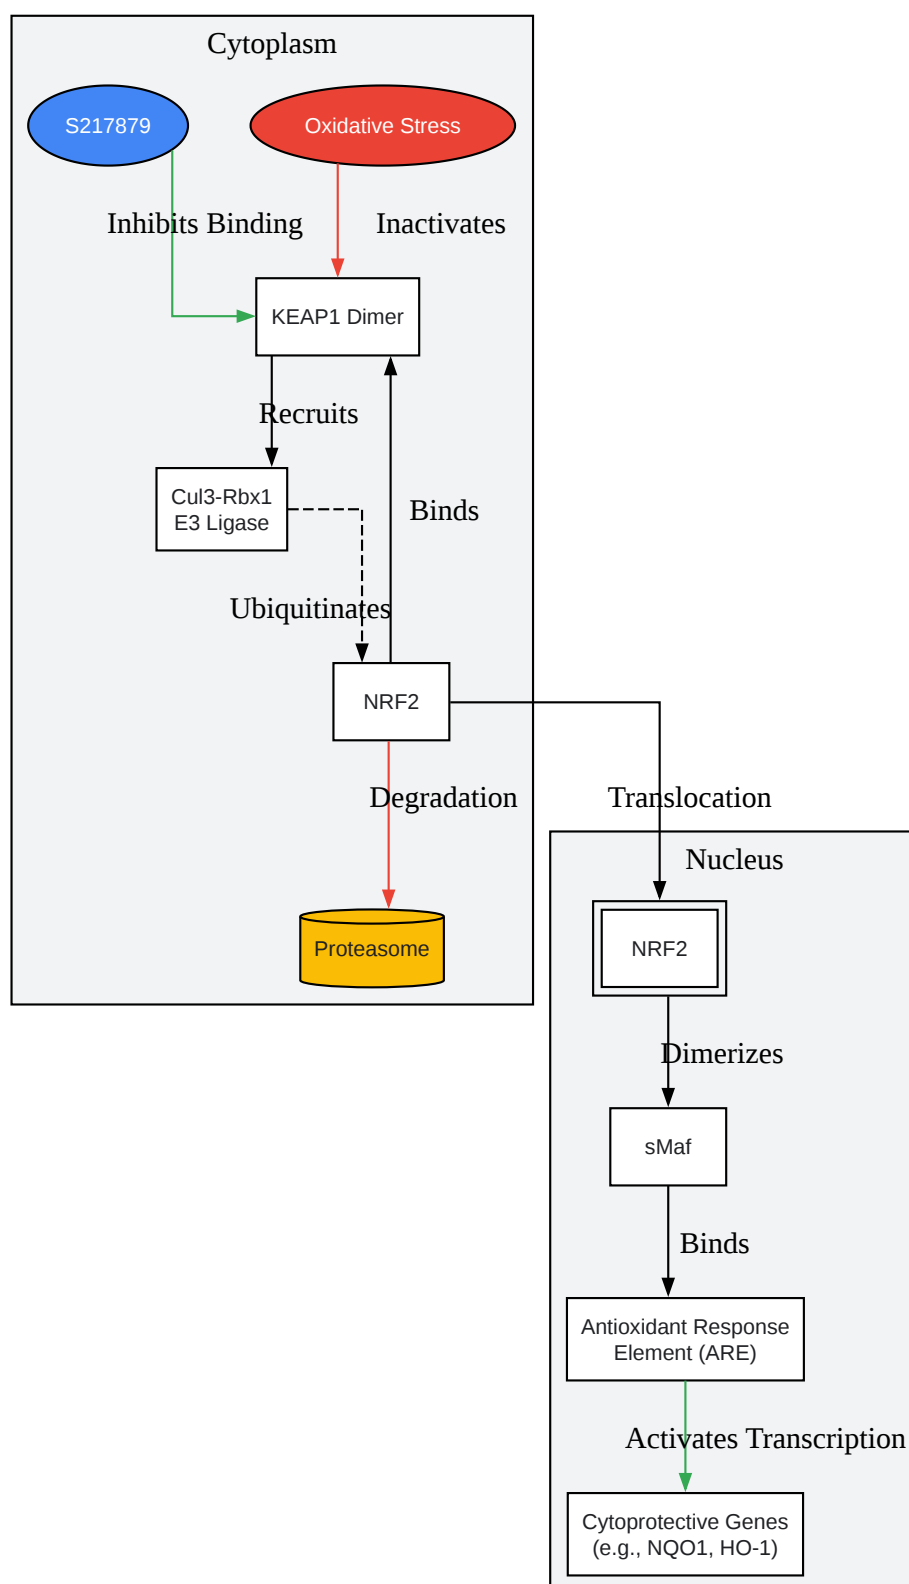 Cytoplasm
S217879
Oxidative Stress
Inhibits Binding
Inactivates
KEAP1 Dimer
Recruits
Cul3-Rbx1
E3 Ligase
Binds
Ubiquitinates
NRF2
Degradation
Translocation
Nucleus
Proteasome
NRF2
Dimerizes
sMaf
Binds
Antioxidant Response
Element (ARE)
Activates Transcription
Cytoprotective Genes
(e.g., NQO1, HO-1)